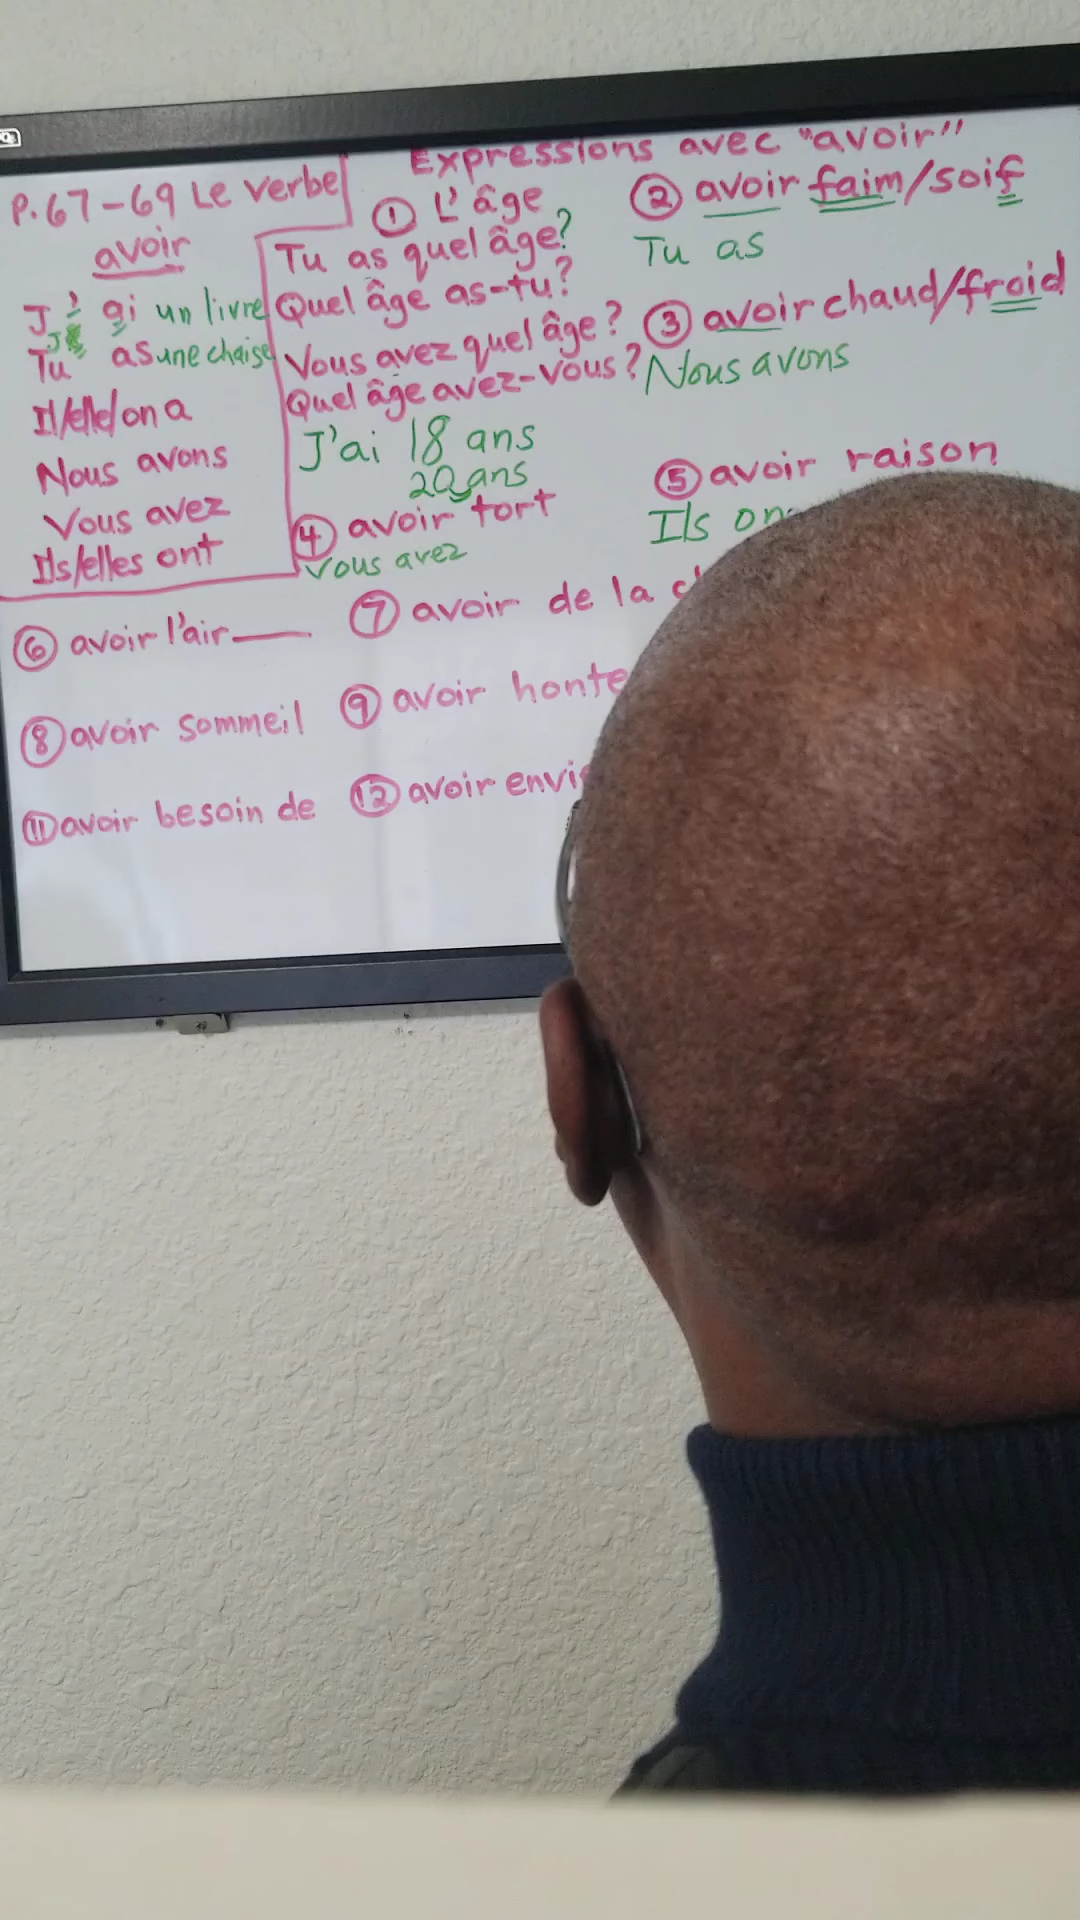 P.67-69 Le verbe
avoir
J'ai un livre
Tu as une chaise
Il/elle/on a
Nous avons
Vous avez
Ils/elles ont
Expressions avec "avoir"
① L'âge
Tu as quel âge?
Quel âge as-tu?
Vous avez quel âge?
Quel âge avez-vous?
J'ai 18 ans
20 ans
② avoir faim/soif
Tu as
③ avoir chaud/froid
Nous avons
④ avoir tort
Vous avez
⑤ avoir raison
Ils
⑥ avoir l'air
⑦ avoir de la
⑧ avoir sommeil
⑨ avoir honte
⑪ avoir besoin de
⑫ avoir